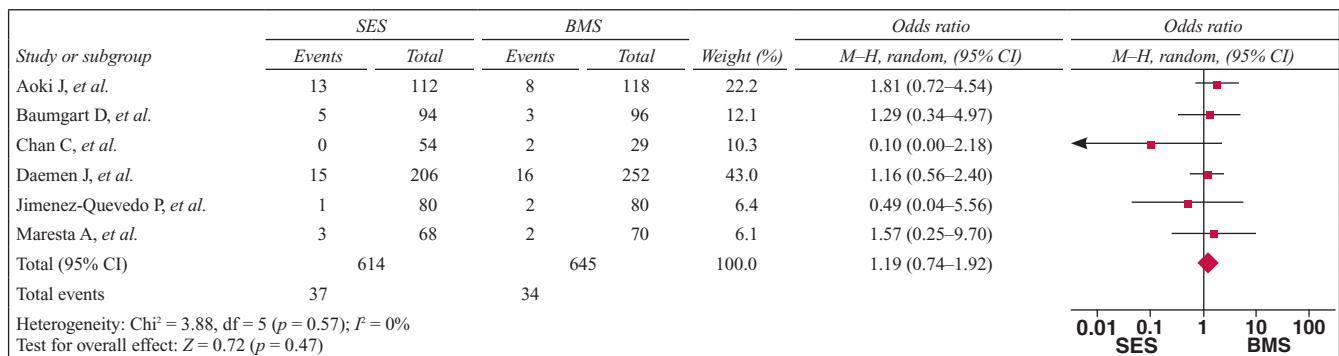 SES BMS Odds ratio Odds ratio
Study or subgroup Events Total Events Total Weight (%) M–H, random, (95% CI) M–H, random, (95% CI)
Aoki J, et al. 13 112 8 118 22.2 1.81 (0.72–4.54)
Baumgart D, et al. 5 94 3 96 12.1 1.29 (0.34–4.97)
Chan C, et al. 0 54 2 29 10.3 0.10 (0.00–2.18)
Daemen J, et al. 15 206 16 252 43.0 1.16 (0.56–2.40)
Jimenez-Quevedo P, et al. 1 80 2 80 6.4 0.49 (0.04–5.56)
Maresta A, et al. 3 68 2 70 6.1 1.57 (0.25–9.70)
Total (95% CI) 614 645 100.0 1.19 (0.74–1.92)
Total events 37 34
Heterogeneity: Chi² = 3.88, df = 5 (p = 0.57); I² = 0%
Test for overall effect: Z = 0.72 (p = 0.47)
0.01 0.1 1 10 100
SES BMS